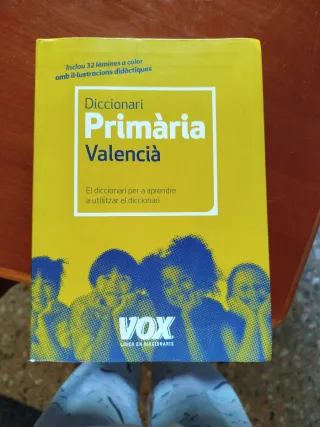 Inclou 32 làmines a color
amb il·lustracions didàctiques
Diccionari
Primària
Valencià
El diccionari per a aprendre
a utilitzar el diccionari
VOX
LÍDER EN DICCIONARIS